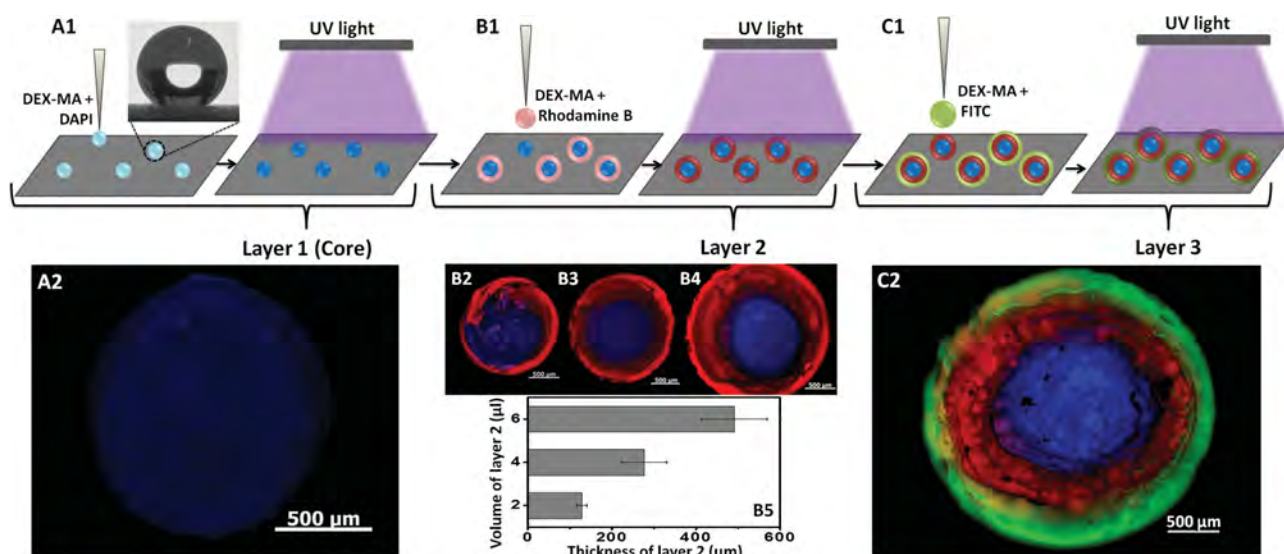 A1
UV light
DEX-MA +
DAPI
B1
UV light
DEX-MA +
Rhodamine B
C1
UV light
DEX-MA +
FITC
Layer 1 (Core)
Layer 2
Layer 3
A2
500 µm
B2
500 µm
B3
500 µm
B4
500 µm
Volume of layer 2 (µl)
6
4
2
B5
0
200
400
600
Thickness of layer 2 (µm)
C2
500 µm